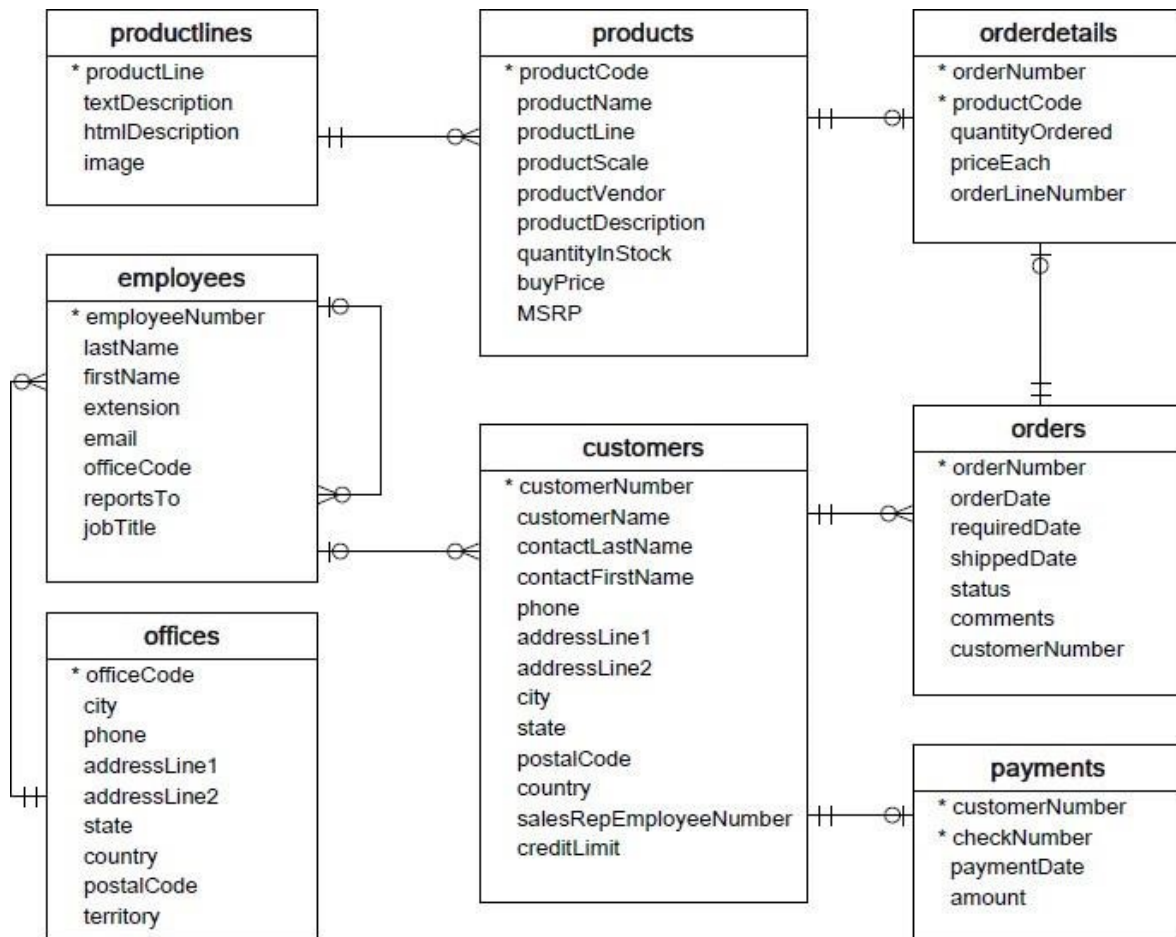 productlines
* productLine
textDescription
htmlDescription
image
products
* productCode
productName
productLine
productScale
productVendor
productDescription
quantityInStock
buyPrice
MSRP
orderdetails
* orderNumber
* productCode
quantityOrdered
priceEach
orderLineNumber
employees
* employeeNumber
lastName
firstName
extension
email
officeCode
reportsTo
jobTitle
customers
* customerNumber
customerName
contactLastName
contactFirstName
phone
addressLine1
addressLine2
city
state
postalCode
country
salesRepEmployeeNumber
creditLimit
orders
* orderNumber
orderDate
requiredDate
shippedDate
status
comments
customerNumber
offices
* officeCode
city
phone
addressLine1
addressLine2
state
country
postalCode
territory
payments
* customerNumber
* checkNumber
paymentDate
amount